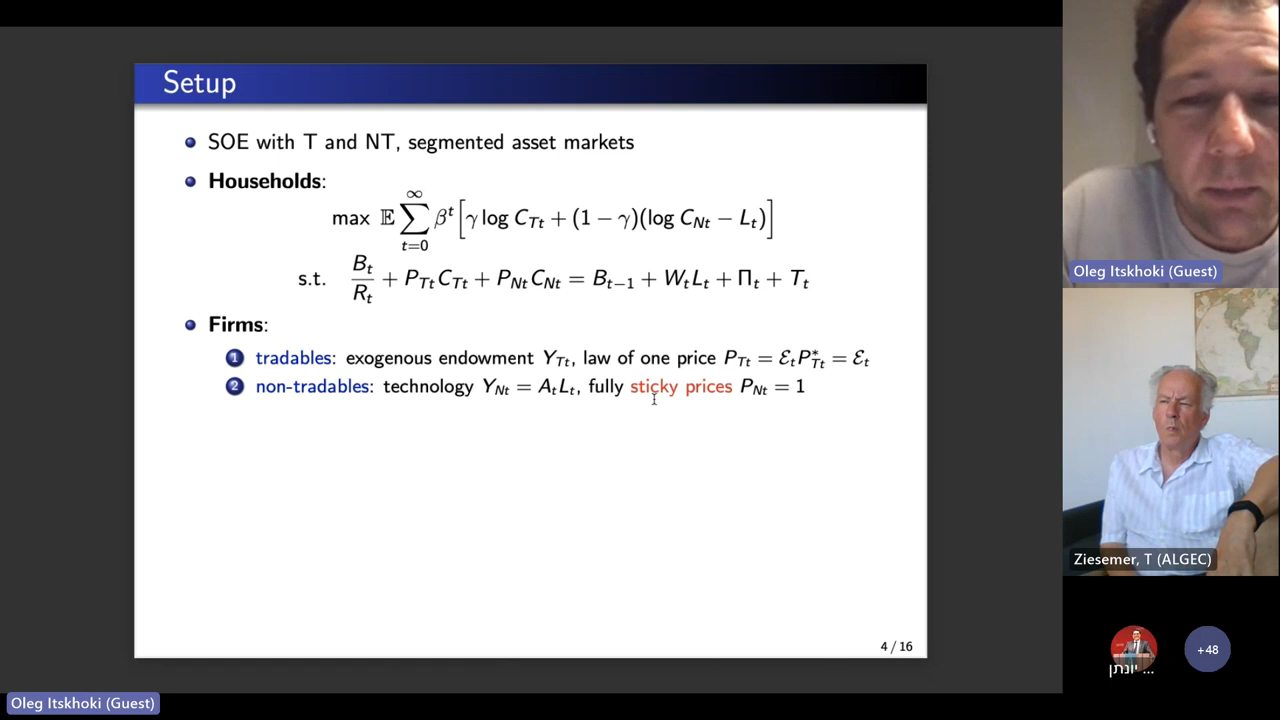 Setup
SOE with T and NT, segmented asset markets
Households:
max 𝔼 ∑_{t=0}^{∞} β^t [γ log C_{Tt} + (1 − γ)(log C_{Nt} − L_t)]
s.t. B_t/R_t + P_{Tt}C_{Tt} + P_{Nt}C_{Nt} = B_{t−1} + W_tL_t + Π_t + T_t
Firms:
1 tradables: exogenous endowment Y_{Tt}, law of one price P_{Tt} = ℰ_tP*_{Tt} = ℰ_t
2 non-tradables: technology Y_{Nt} = A_tL_t, fully sticky prices P_{Nt} = 1
4 / 16
Oleg Itskhoki (Guest)
Ziesemer, T (ALGEC)
יונתן ...
+48
Oleg Itskhoki (Guest)